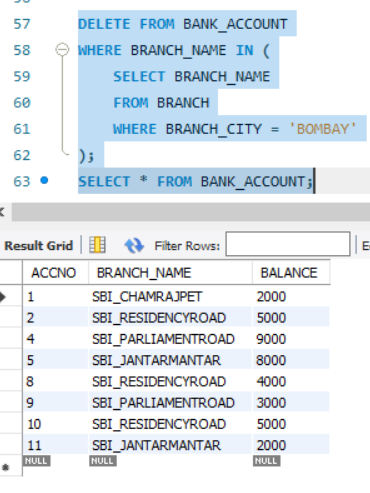 57 DELETE FROM BANK_ACCOUNT
58 WHERE BRANCH_NAME IN (
59 SELECT BRANCH_NAME
60 FROM BRANCH
61 WHERE BRANCH_CITY = 'BOMBAY'
62 );
63 SELECT * FROM BANK_ACCOUNT;
Result Grid Filter Rows: E
ACCNO BRANCH_NAME BALANCE
1 SBI_CHAMRAJPET 2000
2 SBI_RESIDENCYROAD 5000
4 SBI_PARLIAMENTROAD 9000
5 SBI_JANTARMANTAR 8000
8 SBI_RESIDENCYROAD 4000
9 SBI_PARLIAMENTROAD 3000
10 SBI_RESIDENCYROAD 5000
11 SBI_JANTARMANTAR 2000
NULL NULL NULL